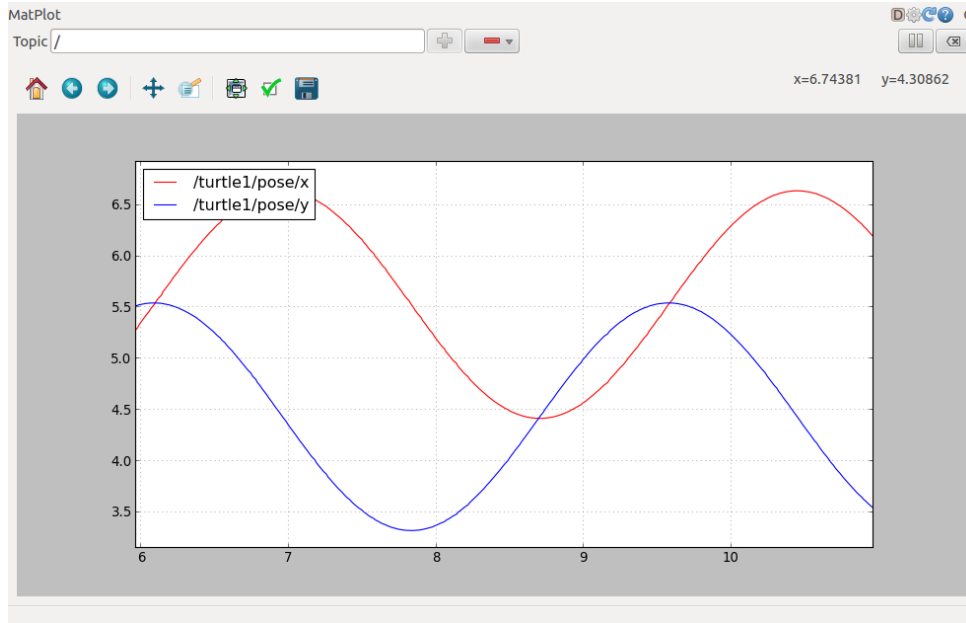 MatPlot
D ?
Topic /
x=6.74381 y=4.30862
/turtle1/pose/x
/turtle1/pose/y
6.5
6.0
5.5
5.0
4.5
4.0
3.5
6 7 8 9 10